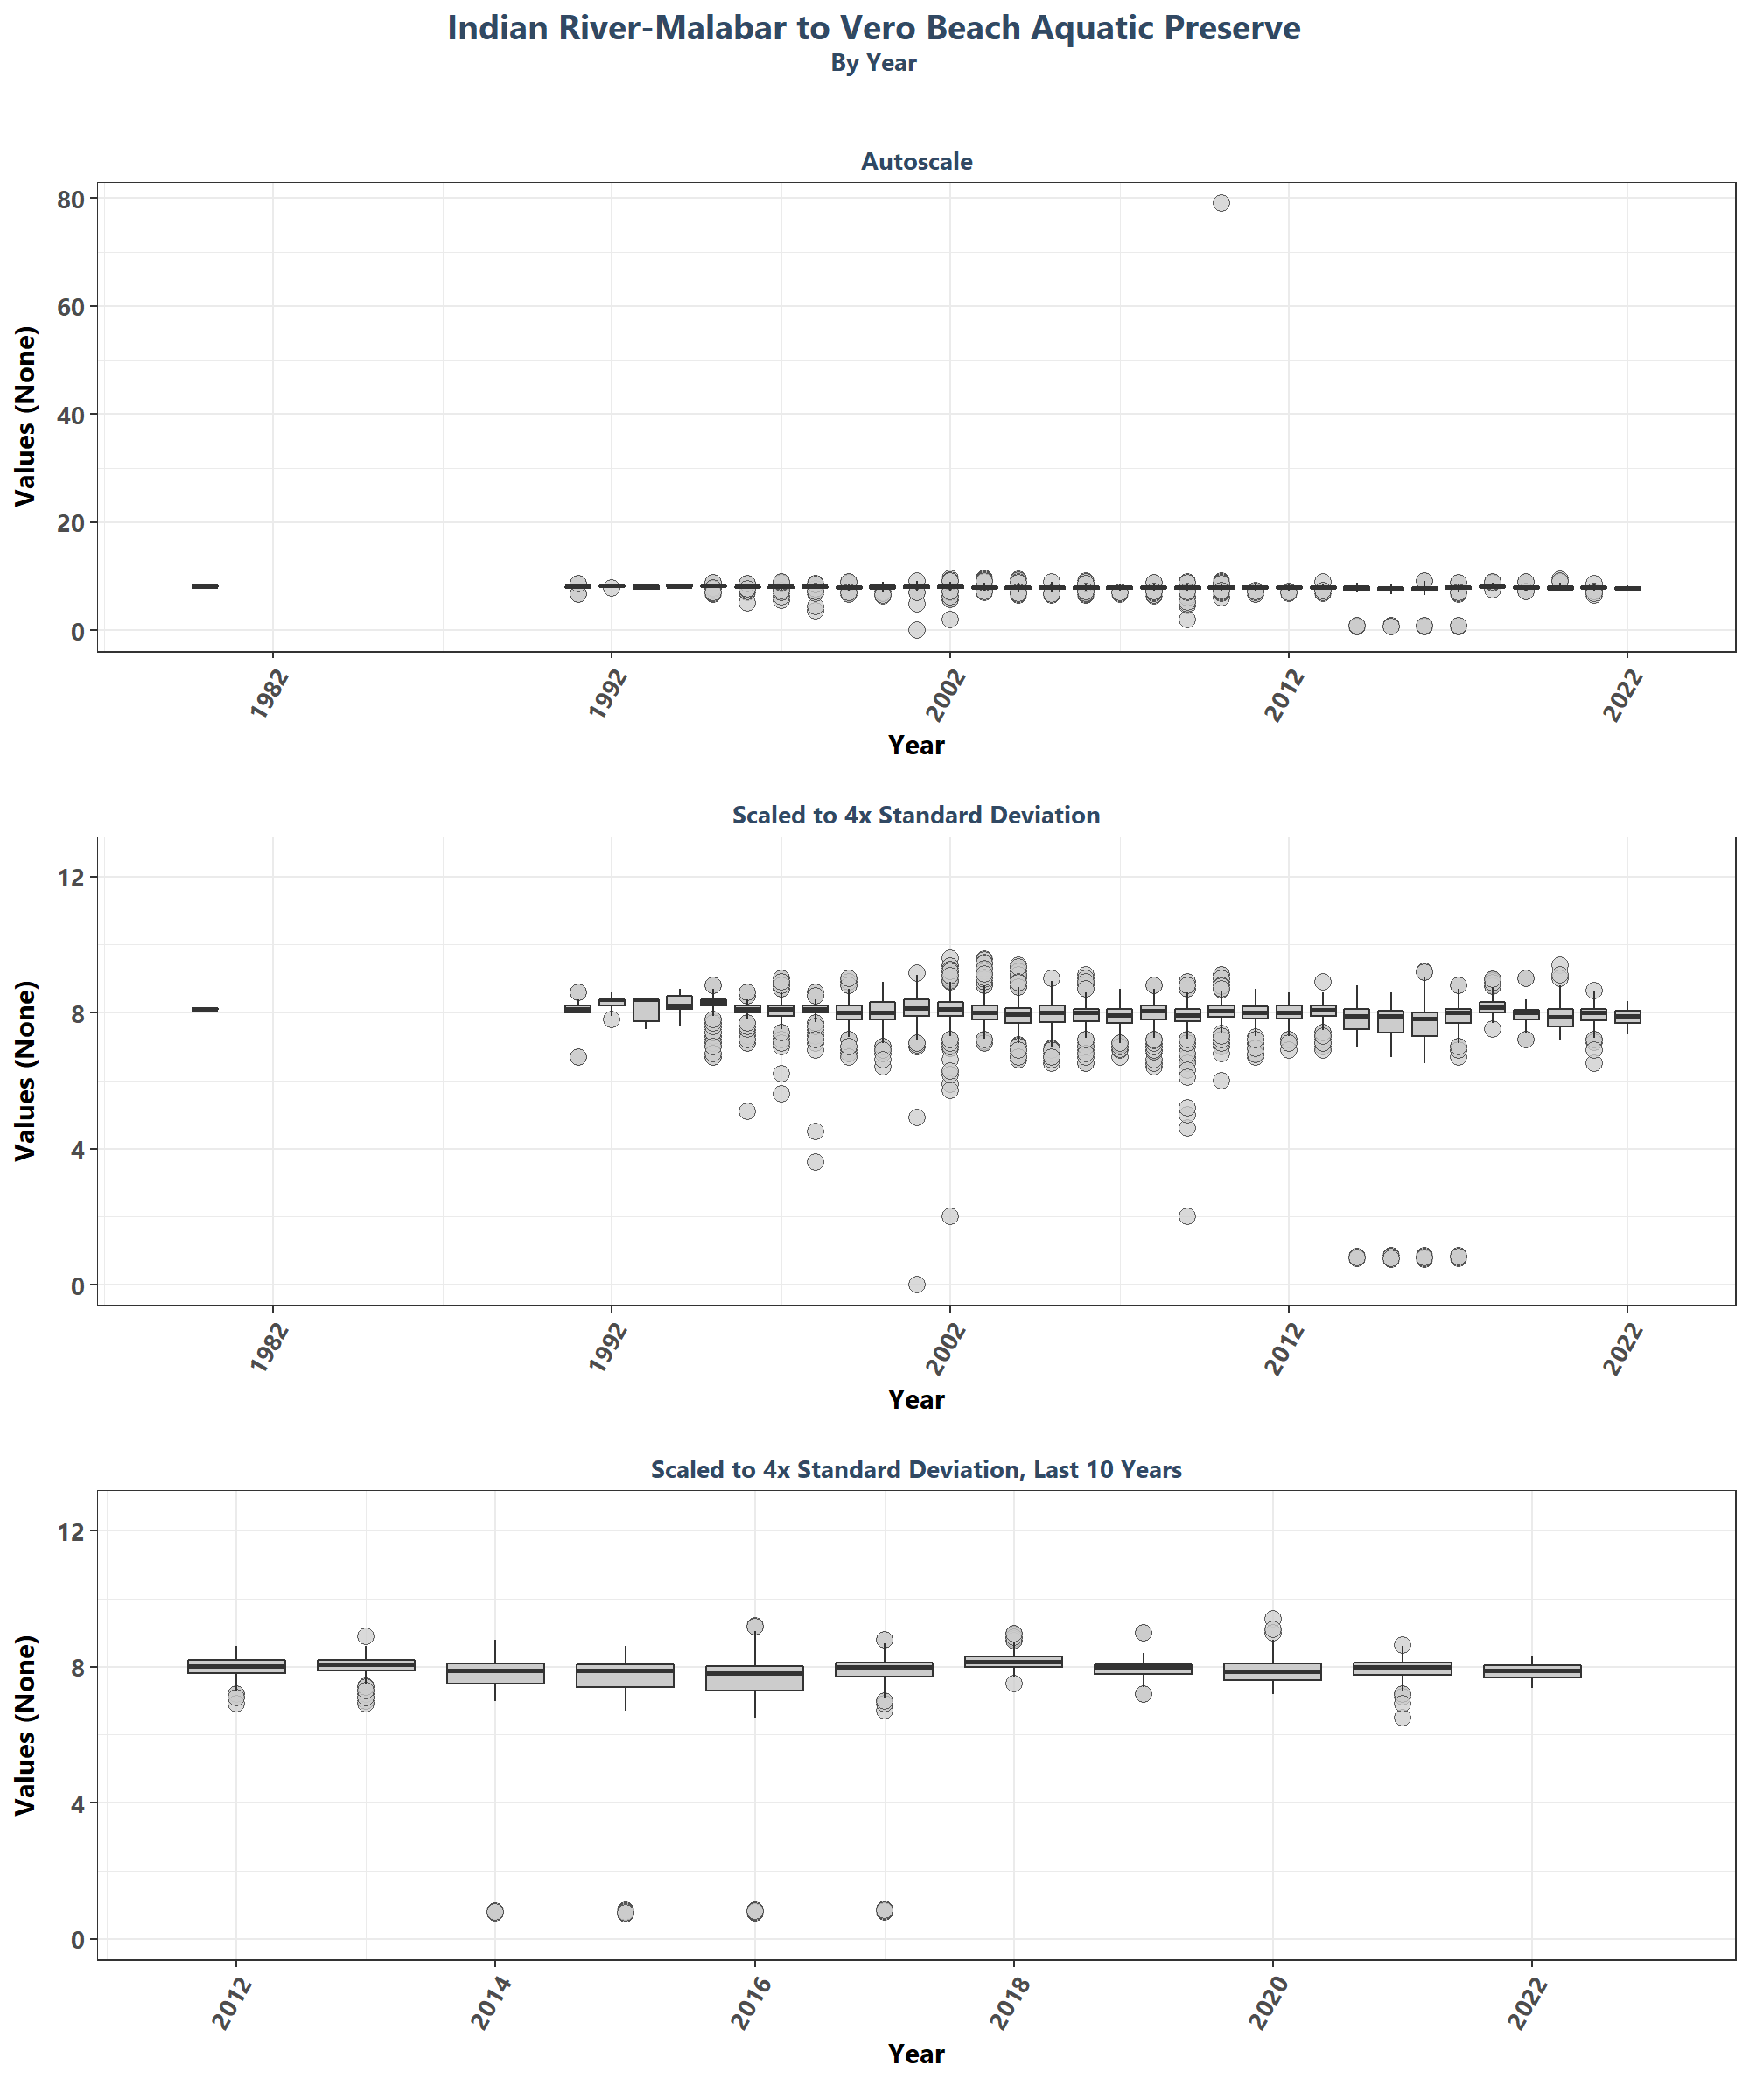 Indian River-Malabar to Vero Beach Aquatic Preserve
By Year
Autoscale
Values (None)
80
60
40
20
0
1982
1992
2002
2012
2022
Year
Scaled to 4x Standard Deviation
Values (None)
12
8
4
0
1982
1992
2002
2012
2022
Year
Scaled to 4x Standard Deviation, Last 10 Years
Values (None)
12
8
4
0
2012
2014
2016
2018
2020
2022
Year